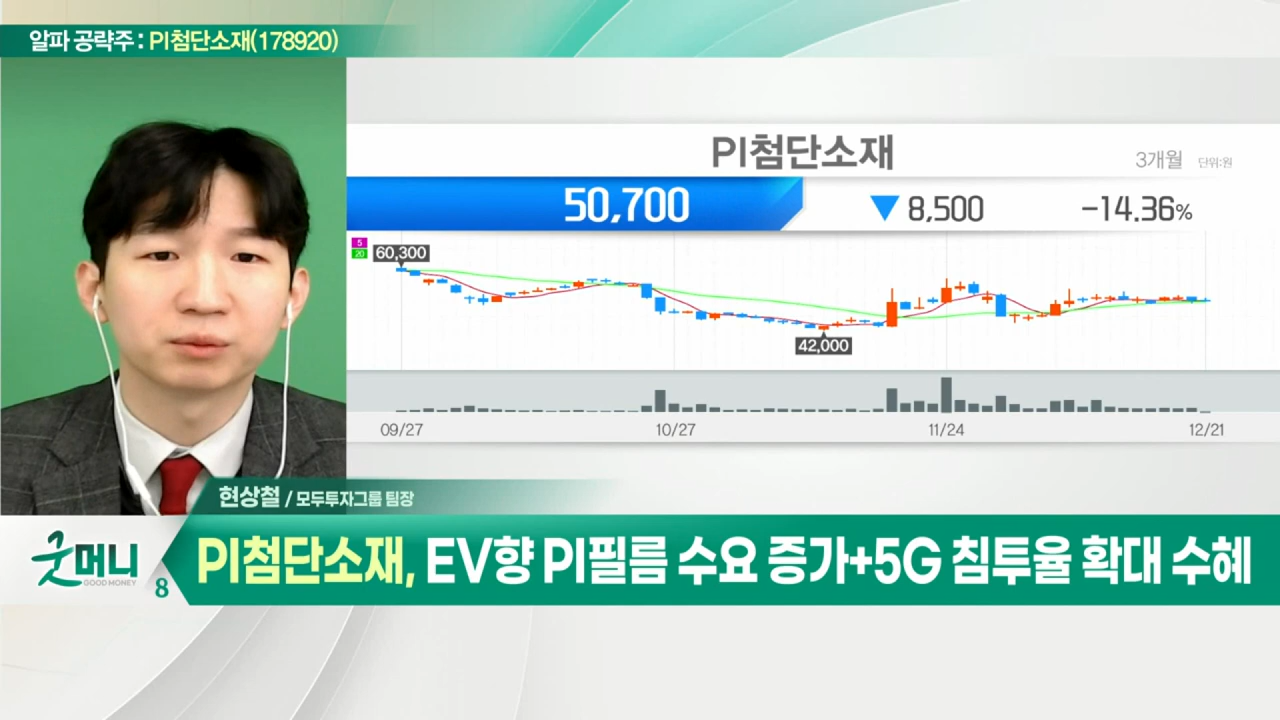 알파 공략주 : PI첨단소재(178920)
PI첨단소재
3개월 단위:원
50,700 ▼ 8,500 -14.36%
5
20
60,300
42,000
09/27 10/27 11/24 12/21
현상철 / 모두투자그룹 팀장
굿머니
GOOD MONEY
8
PI첨단소재, EV향 PI필름 수요 증가+5G 침투율 확대 수혜